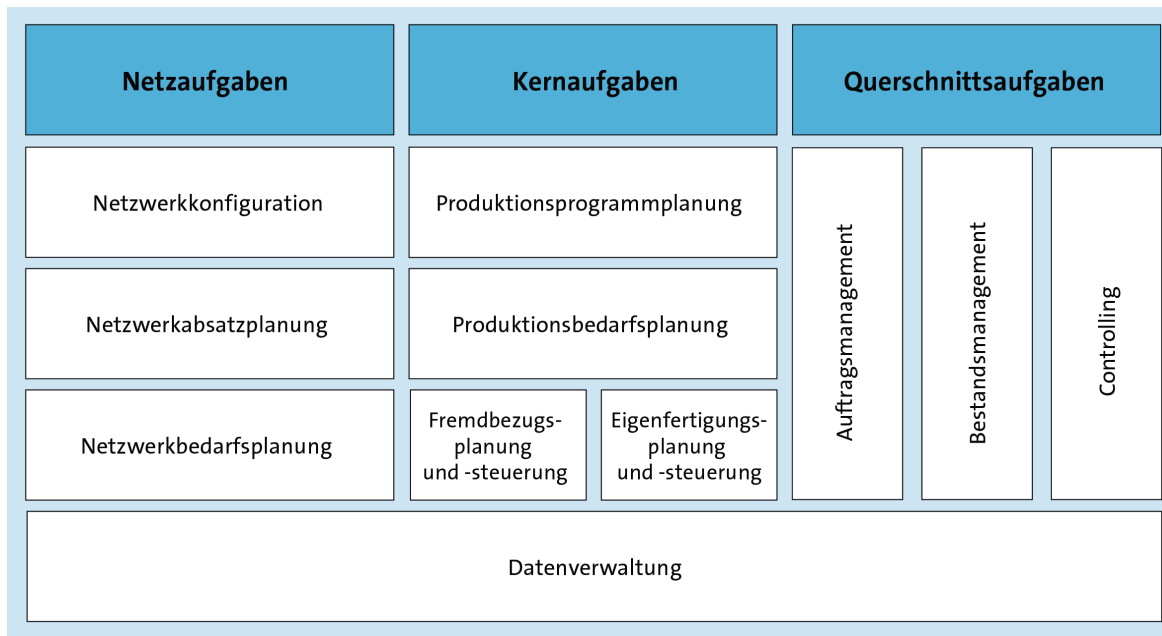 Netzaufgaben
Kernaufgaben
Querschnittsaufgaben
Netzwerkkonfiguration
Produktionsprogrammplanung
Netzwerkabsatzplanung
Produktionsbedarfsplanung
Netzwerkbedarfsplanung
Fremdbezugs-
planung
und -steuerung
Eigenfertigungs-
planung
und -steuerung
Auftragsmanagement
Bestandsmanagement
Controlling
Datenverwaltung